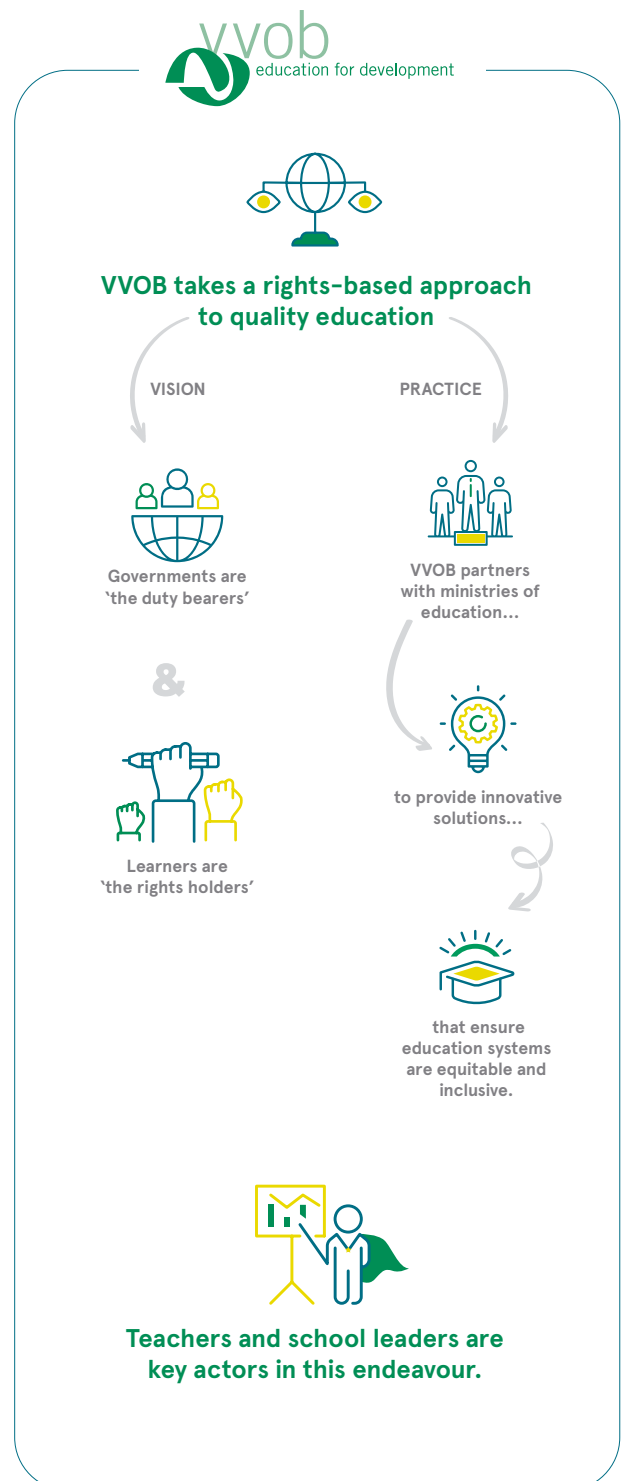 vvob
education for development
VVOB takes a rights-based approach
to quality education
VISION
Governments are
‘the duty bearers’
&
Learners are
‘the rights holders’
PRACTICE
VVOB partners
with ministries of
education...
to provide innovative
solutions...
that ensure
education systems
are equitable and
inclusive.
Teachers and school leaders are
key actors in this endeavour.